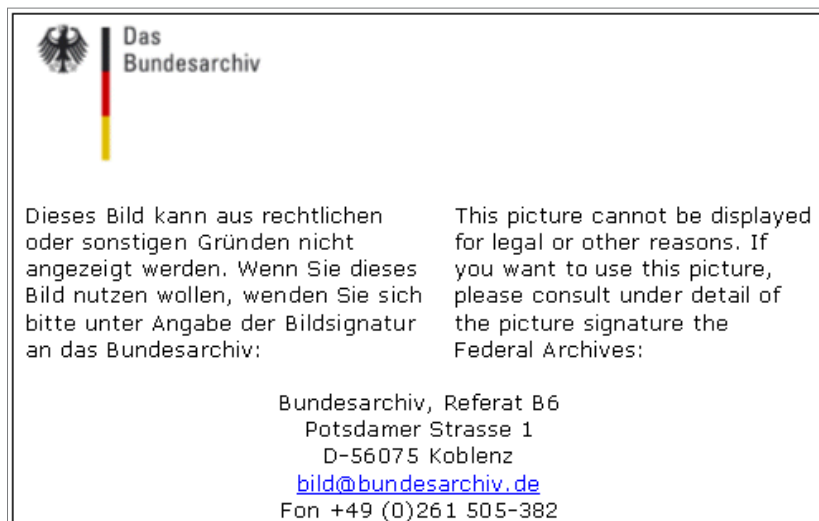 Das
Bundesarchiv
Dieses Bild kann aus rechtlichen
oder sonstigen Gründen nicht
angezeigt werden. Wenn Sie dieses
Bild nutzen wollen, wenden Sie sich
bitte unter Angabe der Bildsignatur
an das Bundesarchiv:
This picture cannot be displayed
for legal or other reasons. If
you want to use this picture,
please consult under detail of
the picture signature the
Federal Archives:
Bundesarchiv, Referat B6
Potsdamer Strasse 1
D-56075 Koblenz
bild@bundesarchiv.de
Fon +49 (0)261 505-382